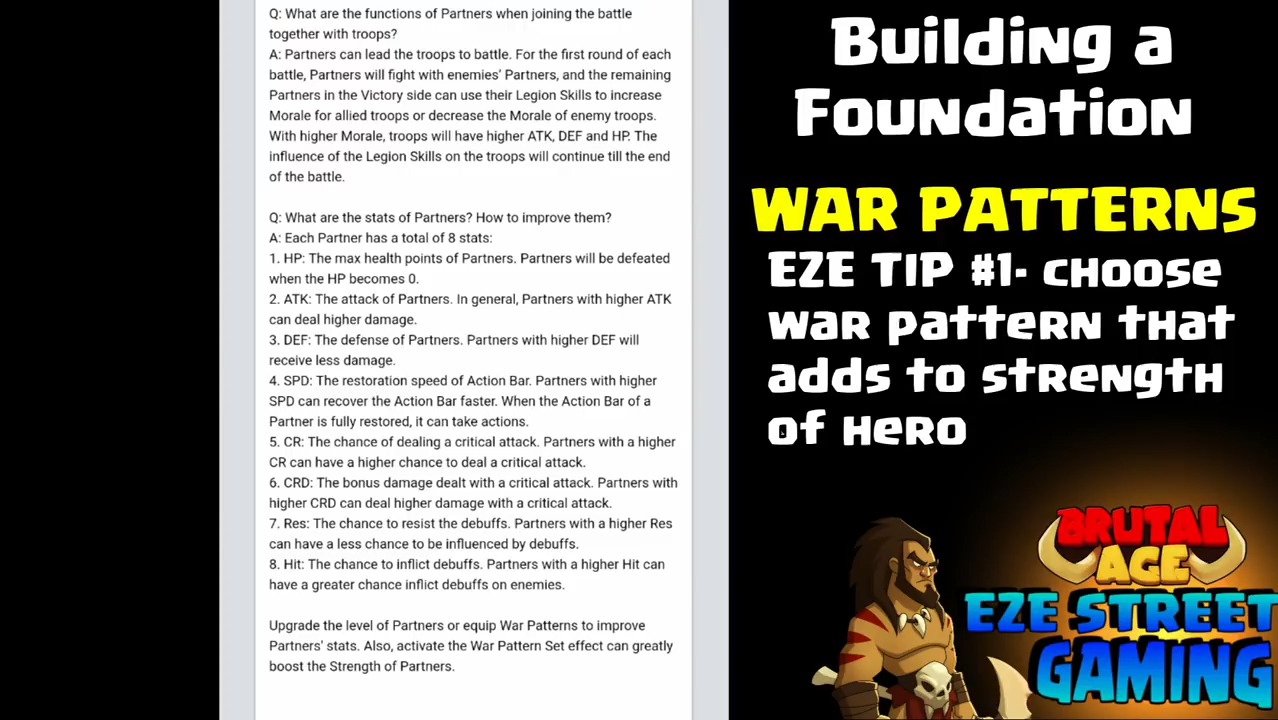 Q: What are the functions of Partners when joining the battle
together with troops?
A: Partners can lead the troops to battle. For the first round of each
battle, Partners will fight with enemies' Partners, and the remaining
Partners in the Victory side can use their Legion Skills to increase
Morale for allied troops or decrease the Morale of enemy troops.
With higher Morale, troops will have higher ATK, DEF and HP. The
influence of the Legion Skills on the troops will continue till the end
of the battle.
Q: What are the stats of Partners? How to improve them?
A: Each Partner has a total of 8 stats:
1. HP: The max health points of Partners. Partners will be defeated
when the HP becomes 0.
2. ATK: The attack of Partners. In general, Partners with higher ATK
can deal higher damage.
3. DEF: The defense of Partners. Partners with higher DEF will
receive less damage.
4. SPD: The restoration speed of Action Bar. Partners with higher
SPD can recover the Action Bar faster. When the Action Bar of a
Partner is fully restored, it can take actions.
5. CR: The chance of dealing a critical attack. Partners with a higher
CR can have a higher chance to deal a critical attack.
6. CRD: The bonus damage dealt with a critical attack. Partners with
higher CRD can deal higher damage with a critical attack.
7. Res: The chance to resist the debuffs. Partners with a higher Res
can have a less chance to be influenced by debuffs.
8. Hit: The chance to inflict debuffs. Partners with a higher Hit can
have a greater chance inflict debuffs on enemies.
Upgrade the level of Partners or equip War Patterns to improve
Partners' stats. Also, activate the War Pattern Set effect can greatly
boost the Strength of Partners.
Building a
Foundation
WAR PATTERNS
EZE TIP #1- choose
war pattern that
adds to strength
of Hero
BRUTAL
AGE
EZE STREET
GAMING